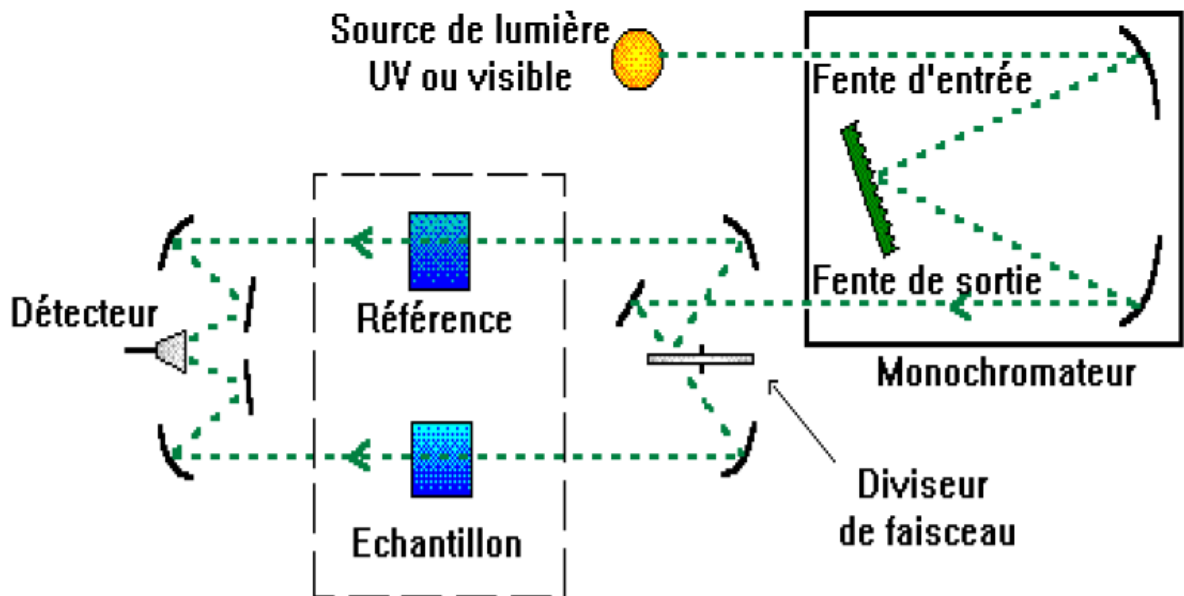 Source de lumière
UV ou visible
Fente d'entrée
Fente de sortie
Monochromateur
Détecteur
Référence
Echantillon
Diviseur
de faisceau